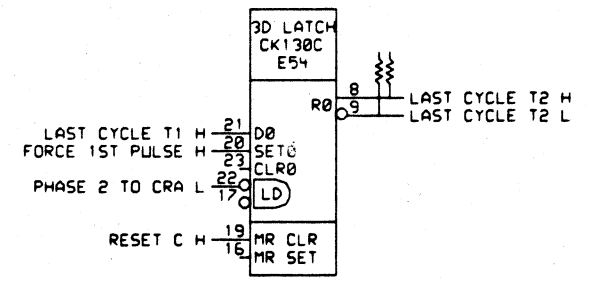 3D LATCH
CK130C
E54
R0
8 LAST CYCLE T2 H
9 LAST CYCLE T2 L
LAST CYCLE T1 H 21 D0
FORCE 1ST PULSE H 20 SET0
23 CLR0
PHASE 2 TO CRA L 22
17 LD
RESET C H 19 MR CLR
16 MR SET